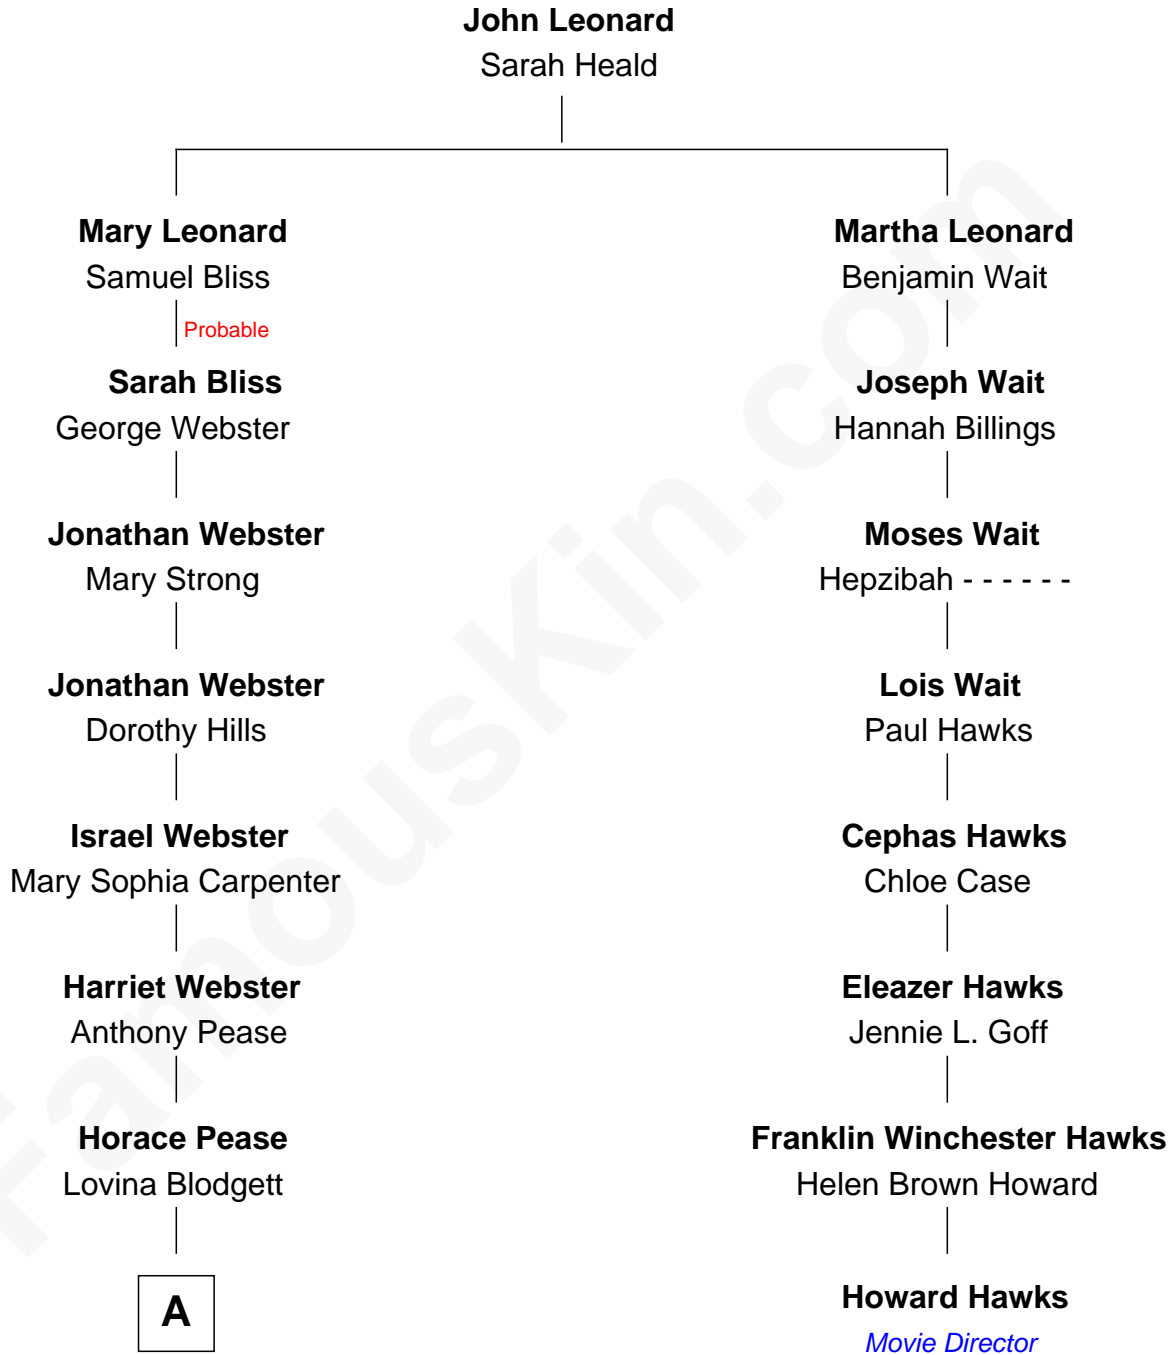 John Leonard
Sarah Heald
Mary Leonard
Samuel Bliss
Probable
Sarah Bliss
George Webster
Jonathan Webster
Mary Strong
Jonathan Webster
Dorothy Hills
Israel Webster
Mary Sophia Carpenter
Harriet Webster
Anthony Pease
Horace Pease
Lovina Blodgett
A
Martha Leonard
Benjamin Wait
Joseph Wait
Hannah Billings
Moses Wait
Hepzibah - - - - - -
Lois Wait
Paul Hawks
Cephas Hawks
Chloe Case
Eleazer Hawks
Jennie L. Goff
Franklin Winchester Hawks
Helen Brown Howard
Howard Hawks
Movie Director
FamousKin.com